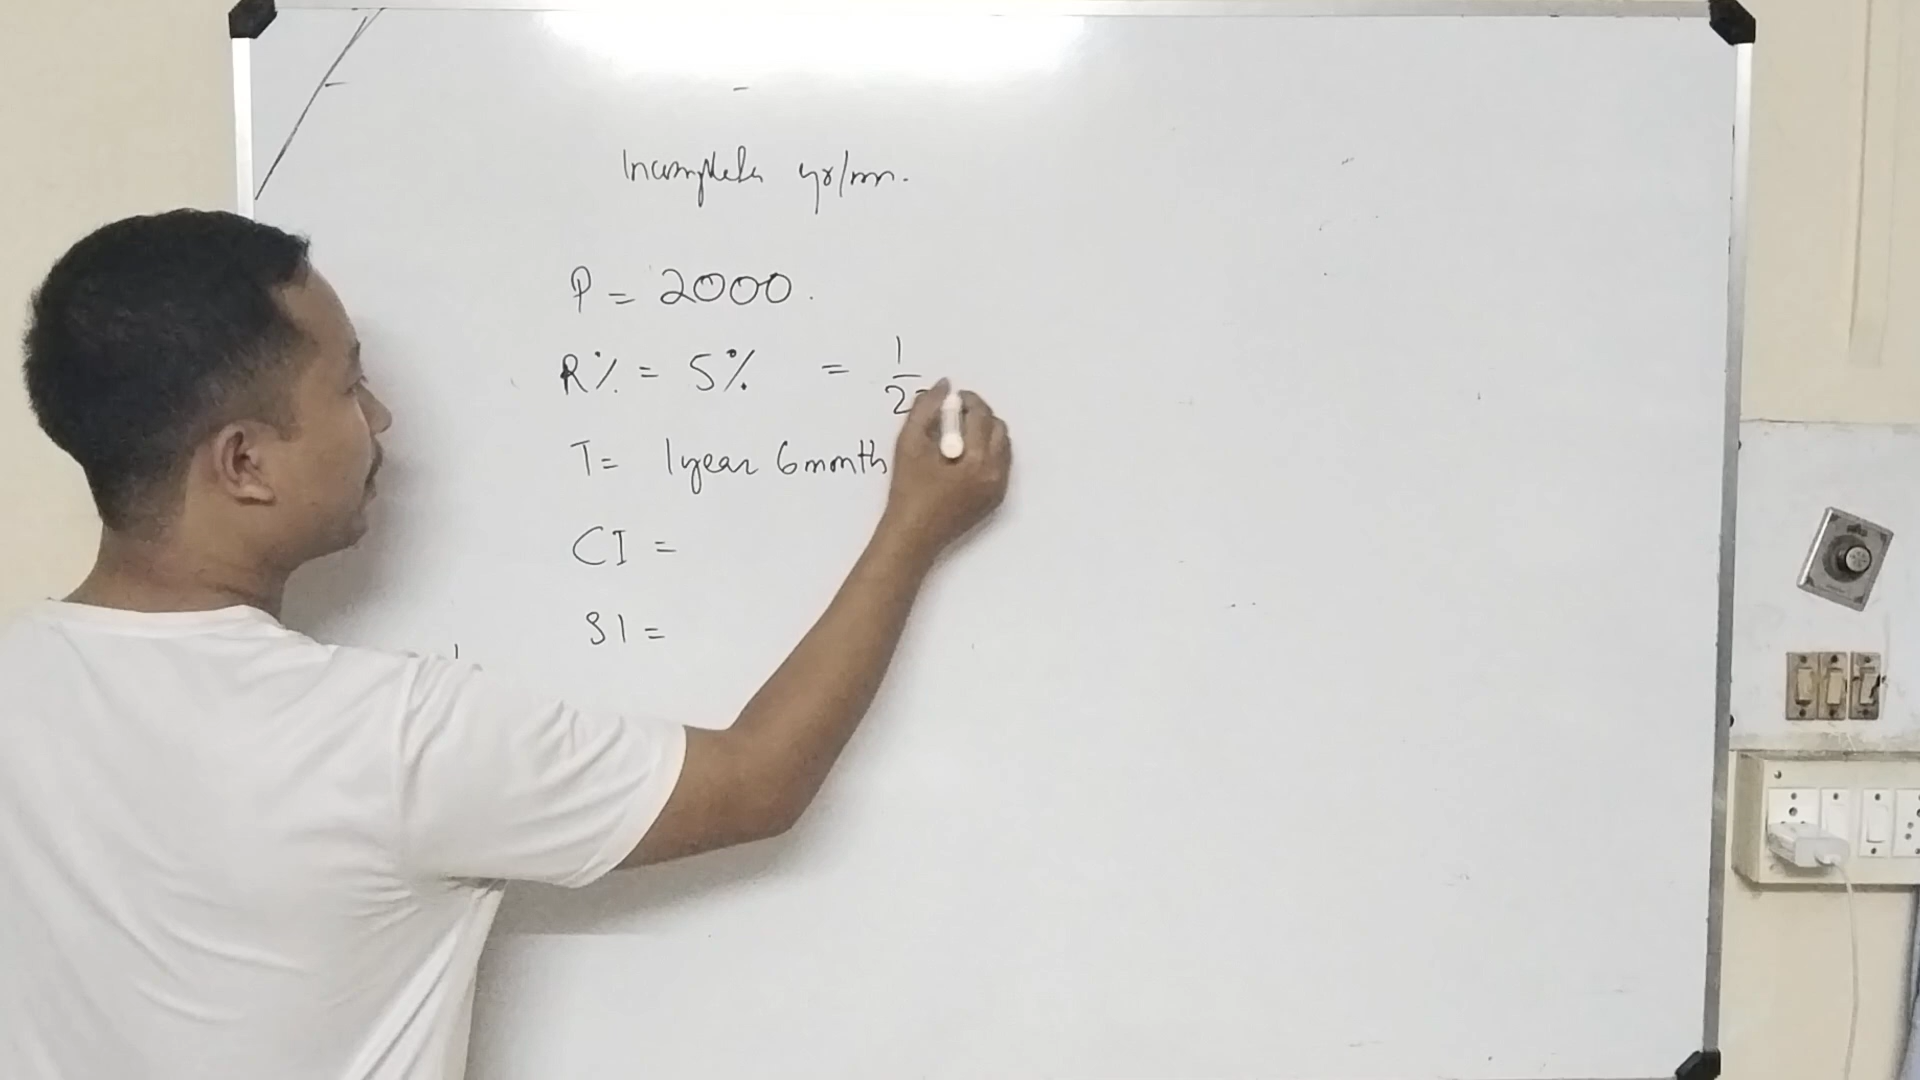 Incomplete yr/mn.
P = 2000.
R% = 5% = 1/2
T = 1year 6month
CI =
SI =